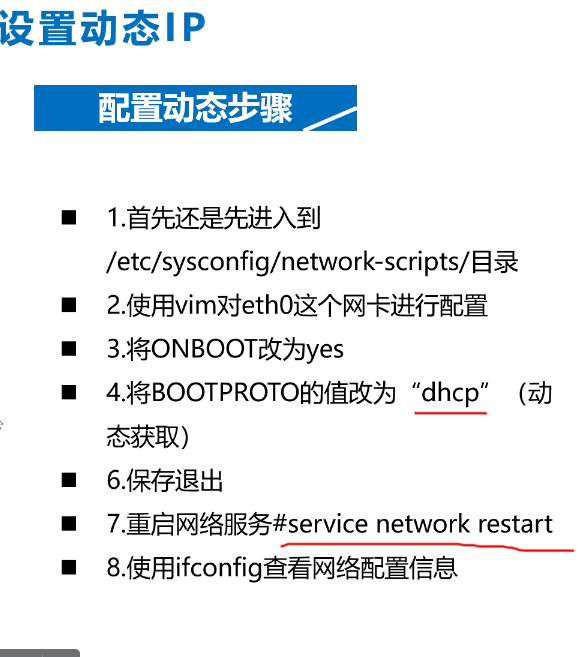 设置动态IP
配置动态步骤
1.首先还是先进入到
/etc/sysconfig/network-scripts/目录
2.使用vim对eth0这个网卡进行配置
3.将ONBOOT改为yes
4.将BOOTPROTO的值改为“dhcp”（动
态获取）
6.保存退出
7.重启网络服务#service network restart
8.使用ifconfig查看网络配置信息